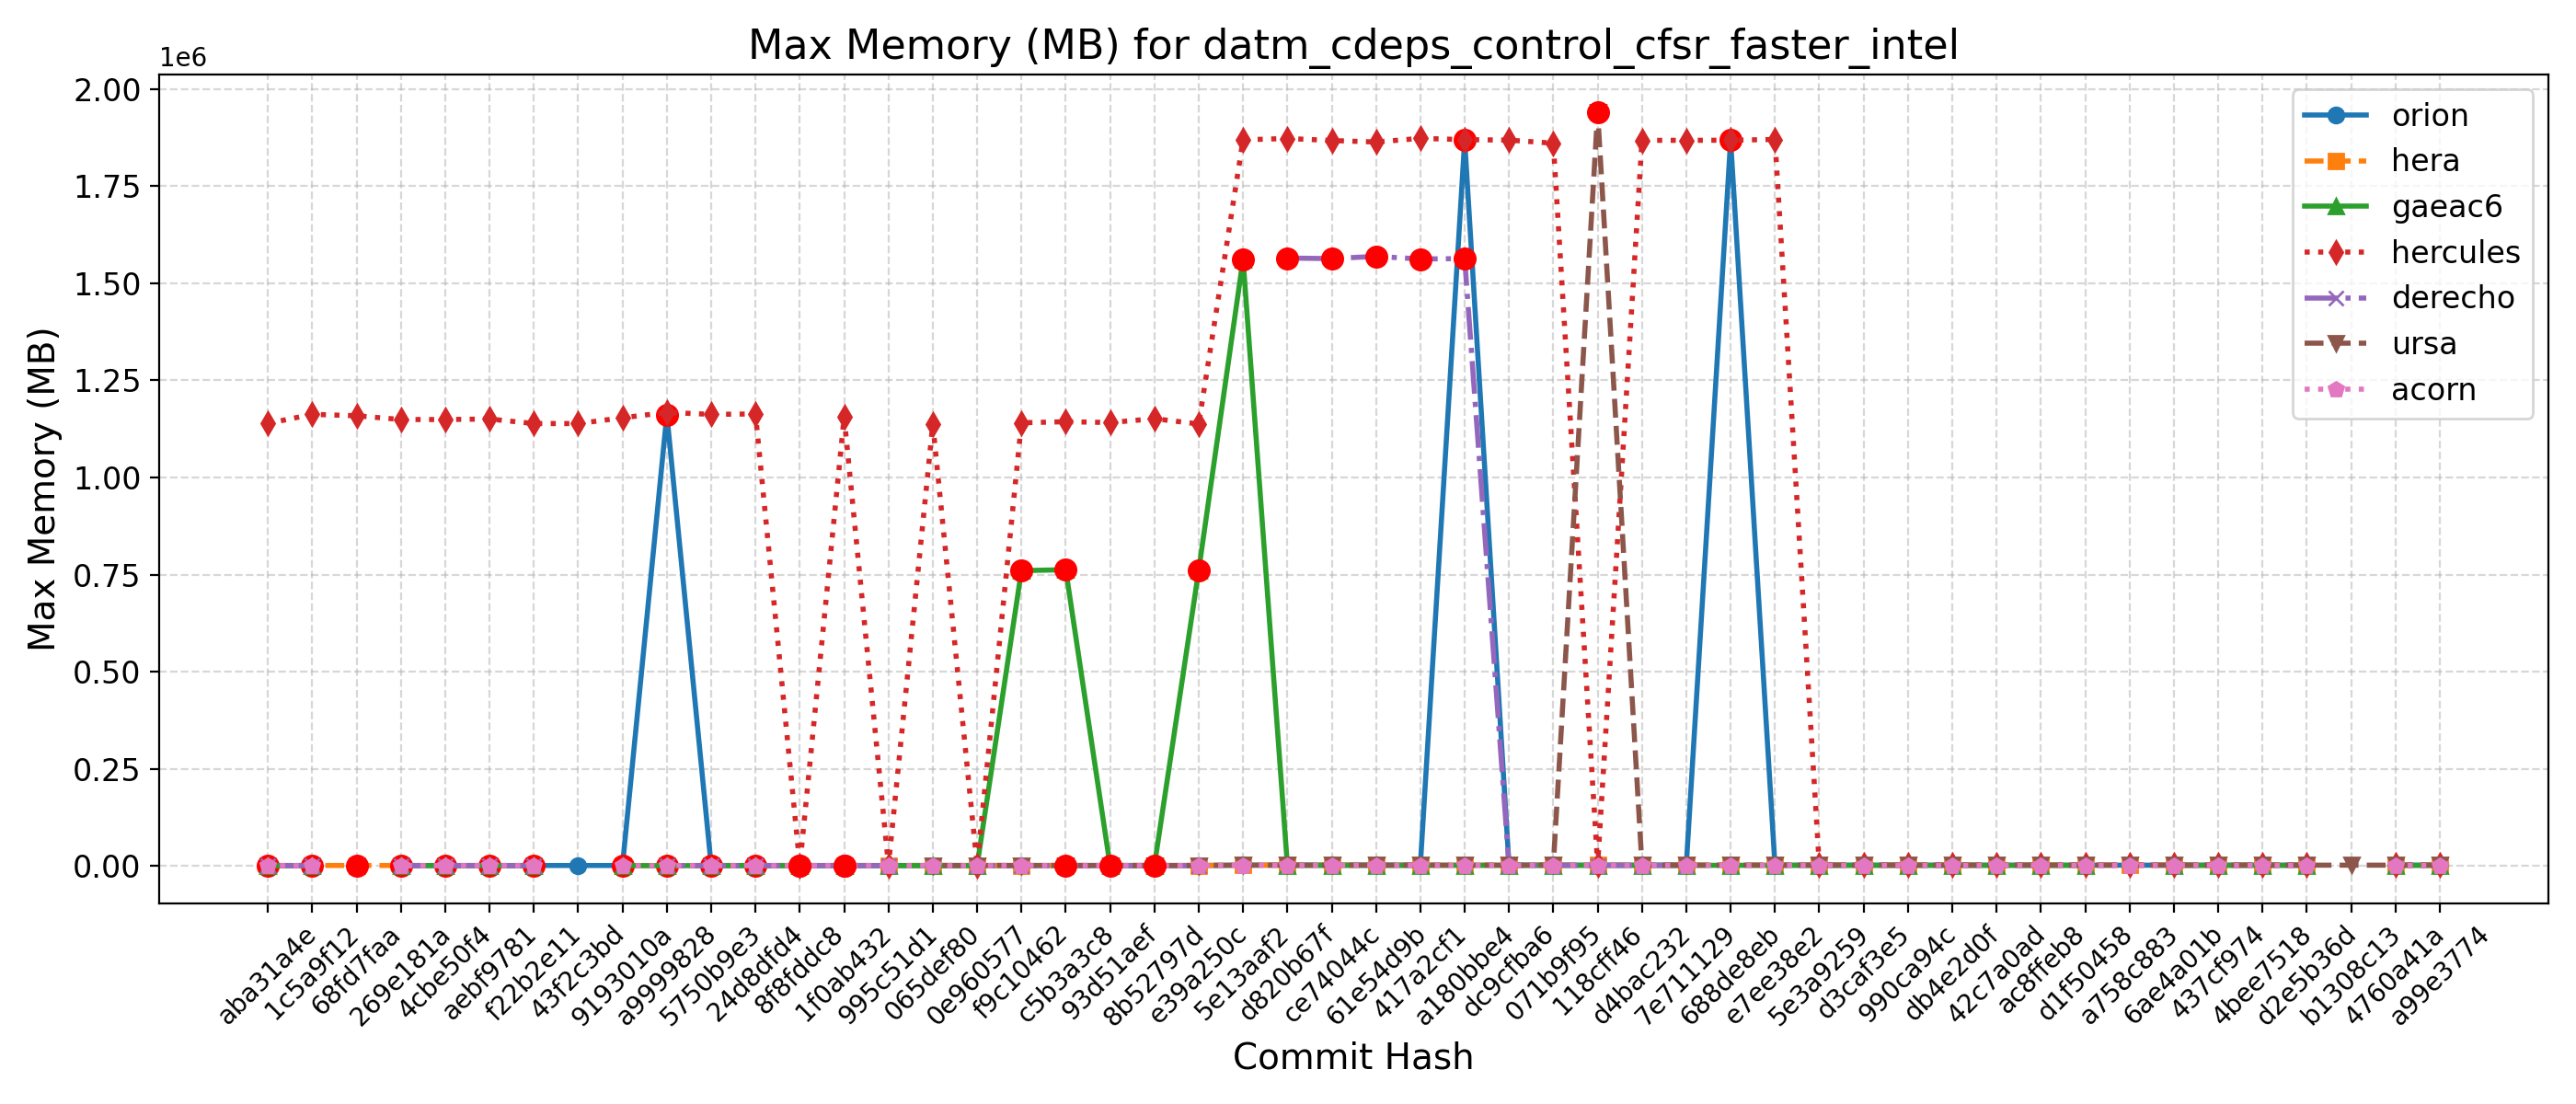 Max Memory (MB) for datm_cdeps_control_cfsr_faster_intel
1e6
2.00
1.75
1.50
1.25
1.00
0.75
0.50
0.25
0.00
Max Memory (MB)
orion
hera
gaeac6
hercules
derecho
ursa
acorn
aba31a4e
1c5a9f12
68fd7faa
269e181a
4cbe50f4
aebf9781
f22b2e11
43f2c3bd
9193010a
a9999828
5750b9e3
24d8dfd4
8f8fddc8
1f0ab432
995c51d1
065def80
0e960577
f9c10462
c5b3a3c8
93d51aef
8b52797d
e39a250c
5e13aaf2
d820b67f
ce74044c
61e54d9b
417a2cf1
a180bbe4
dc9cfba6
071b9f95
118cff46
d4bac232
7e711129
688de8eb
e7ee38e2
5e3a9259
d3caf3e5
990ca94c
db4e2d0f
42c7a0ad
ac8ffeb8
d1f50458
a758c883
6ae4a01b
437cf974
4bee7518
d2e5b36d
b1308c13
4760a41a
a99e3774
Commit Hash